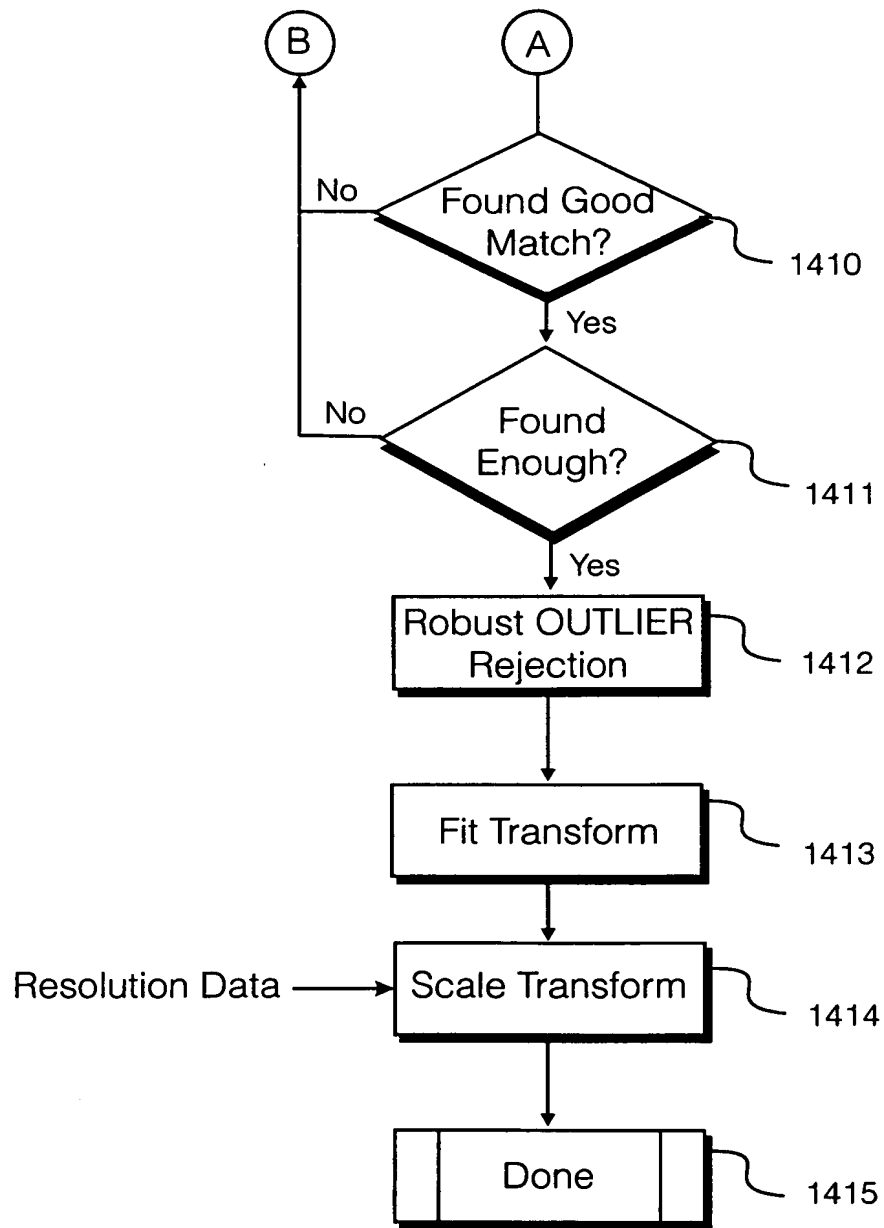 B
A
No
Found Good
Match?
1410
Yes
No
Found
Enough?
1411
Yes
Robust OUTLIER
Rejection
1412
Fit Transform
1413
Resolution Data
Scale Transform
1414
Done
1415